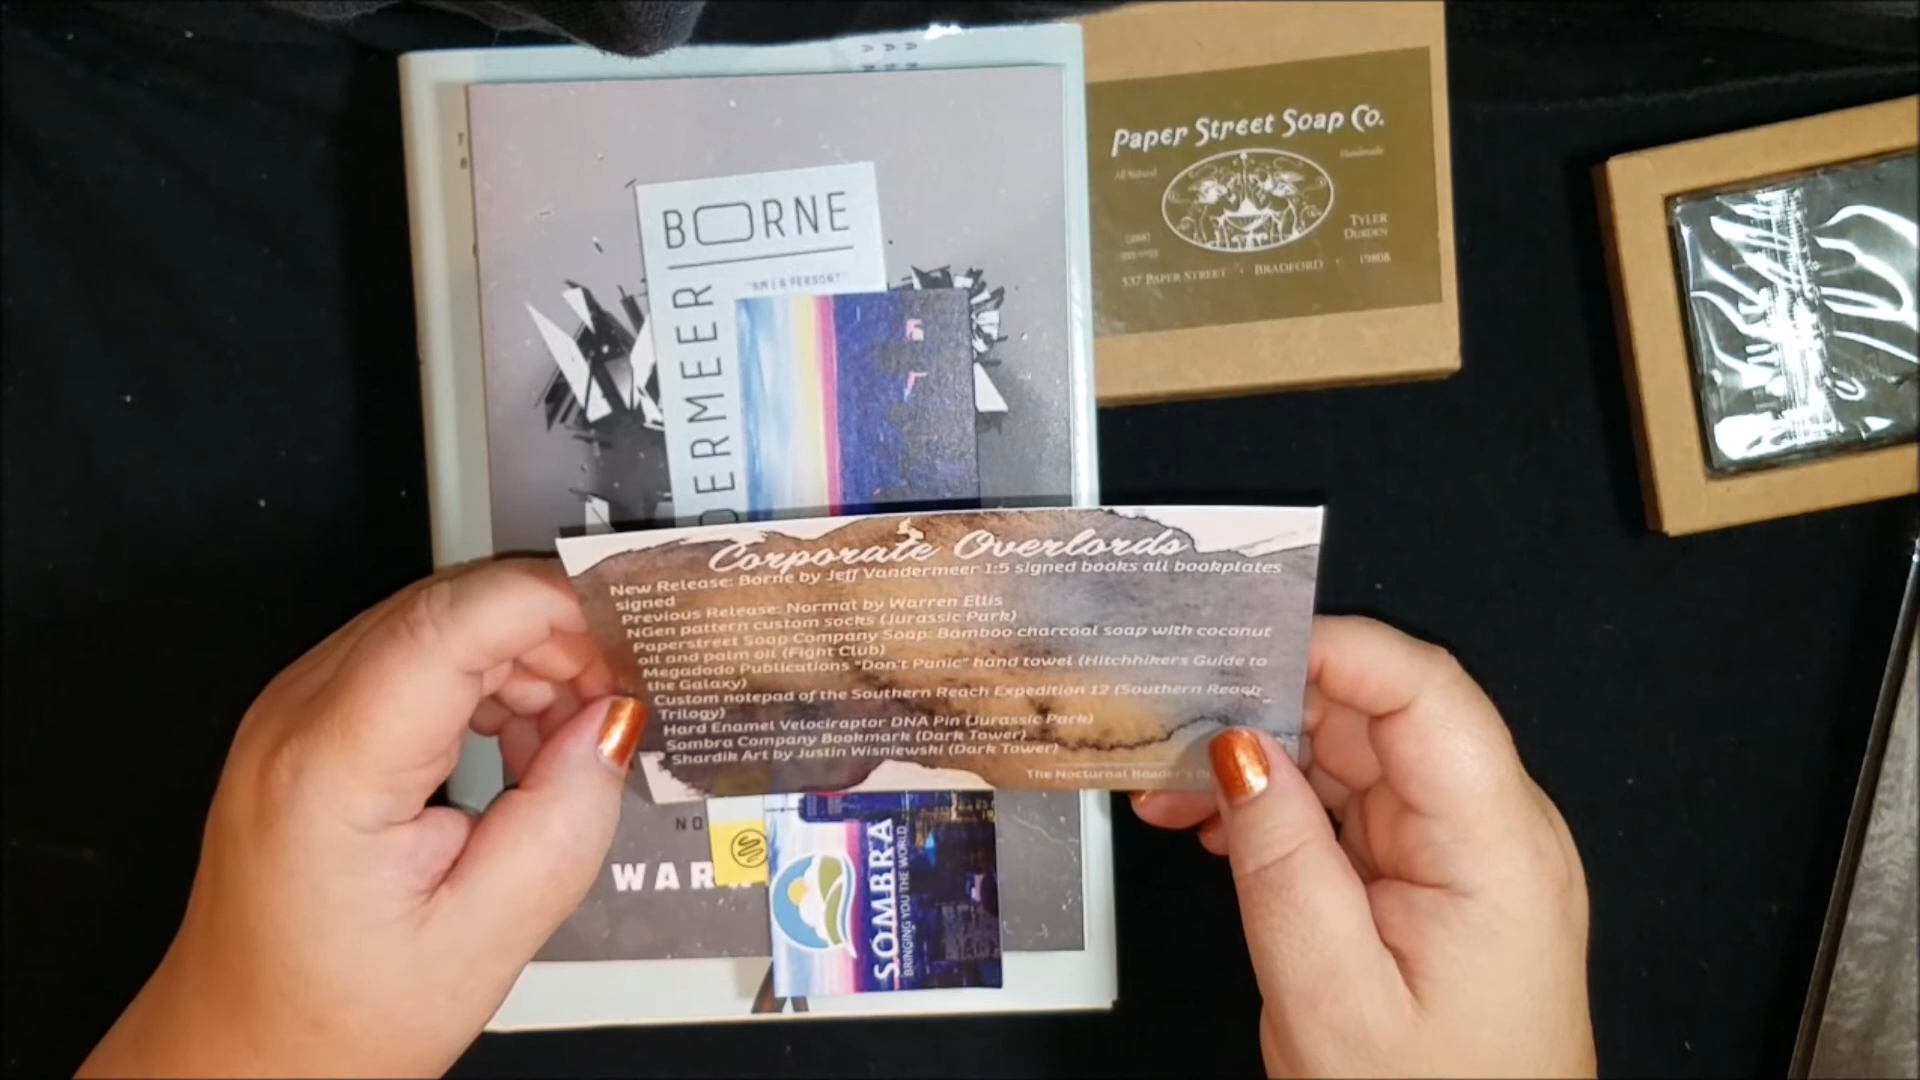 BORNE
"AM I A PERSON?"
DERMEER
Paper Street Soap Co.
All Natural
Handmade
TYLER
DURDEN
537 PAPER STREET • BRADFORD • 19808
Corporate Overlords
New Release: Borne by Jeff Vandermeer 1:5 signed books all bookplates
signed
Previous Release: Normal by Warren Ellis
NGen pattern custom socks (Jurassic Park)
Paperstreet Soap Company Soap: Bamboo charcoal soap with coconut
oil and palm oil (Fight Club)
Megadodo Publications "Don't Panic" hand towel (Hitchhikers Guide to
the Galaxy)
Custom notepad of the Southern Reach Expedition 12 (Southern Reach
Trilogy)
Hard Enamel Velociraptor DNA Pin (Jurassic Park)
Sombra Company Bookmark (Dark Tower)
Shardik Art by Justin Wisniewski (Dark Tower)
The Nocturnal Reader's
NO
WAR
SOMBRA
BRINGING YOU THE WORLD